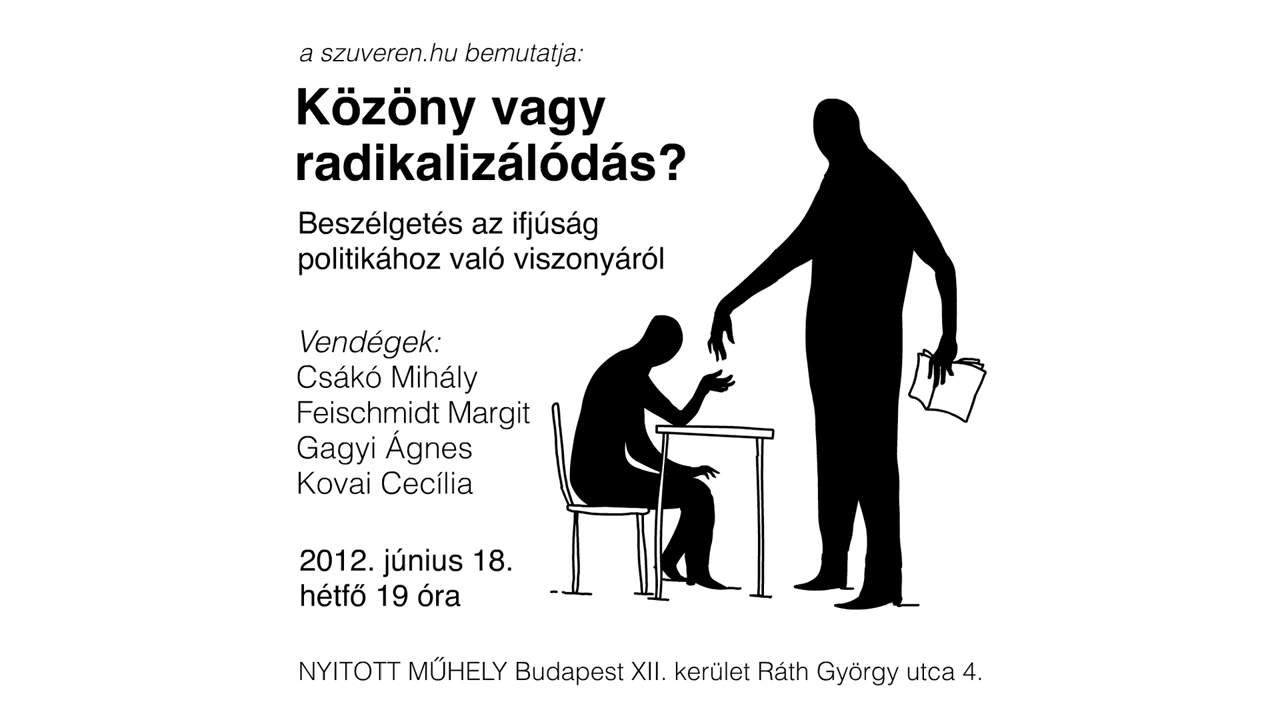 a szuveren.hu bemutatja:
Közöny vagy
radikalizálódás?
Beszélgetés az ifjúság
politikához való viszonyáról
Vendégek:
Csákó Mihály
Feischmidt Margit
Gagyi Ágnes
Kovai Cecília
2012. június 18.
hétfő 19 óra
NYITOTT MŰHELY Budapest XII. kerület Ráth György utca 4.